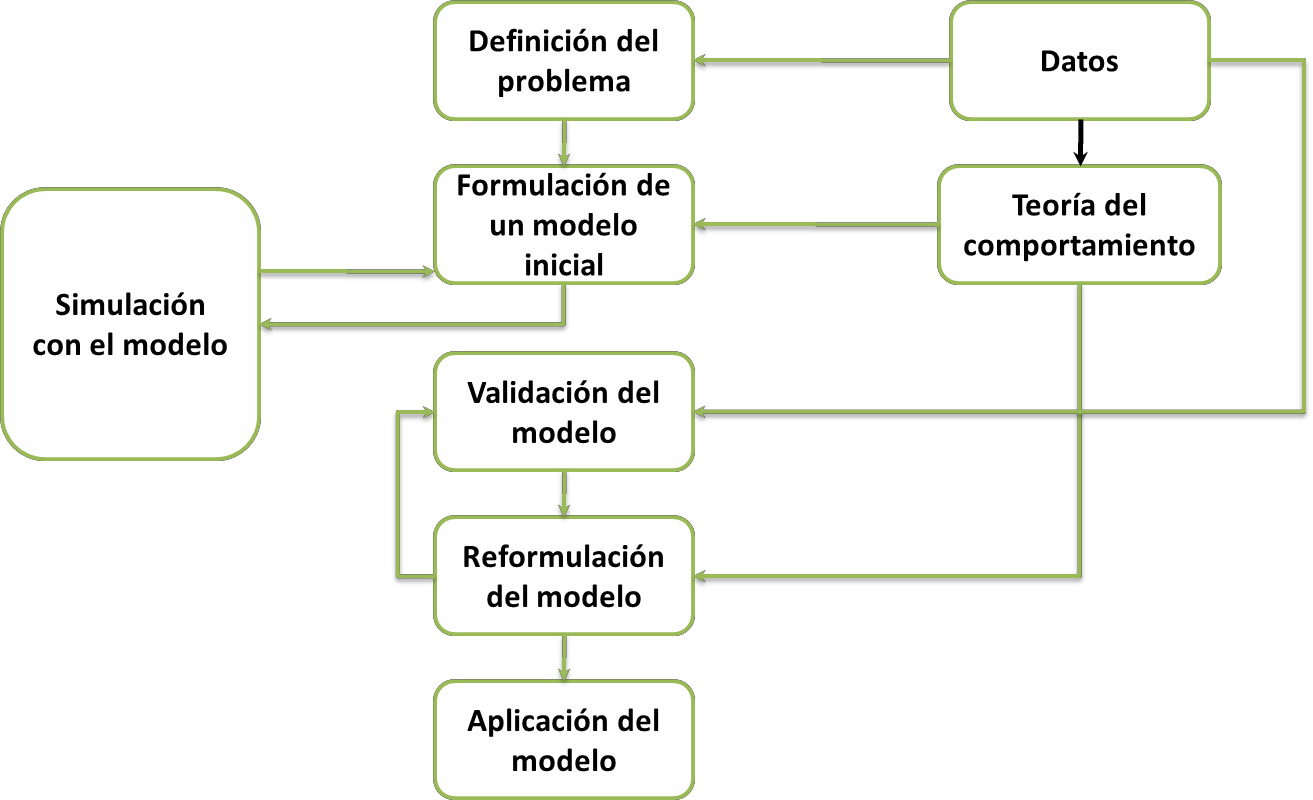 Definición del
problema
Datos
Formulación de
un modelo
inicial
Teoría del
comportamiento
Simulación
con el modelo
Validación del
modelo
Reformulación
del modelo
Aplicación del
modelo